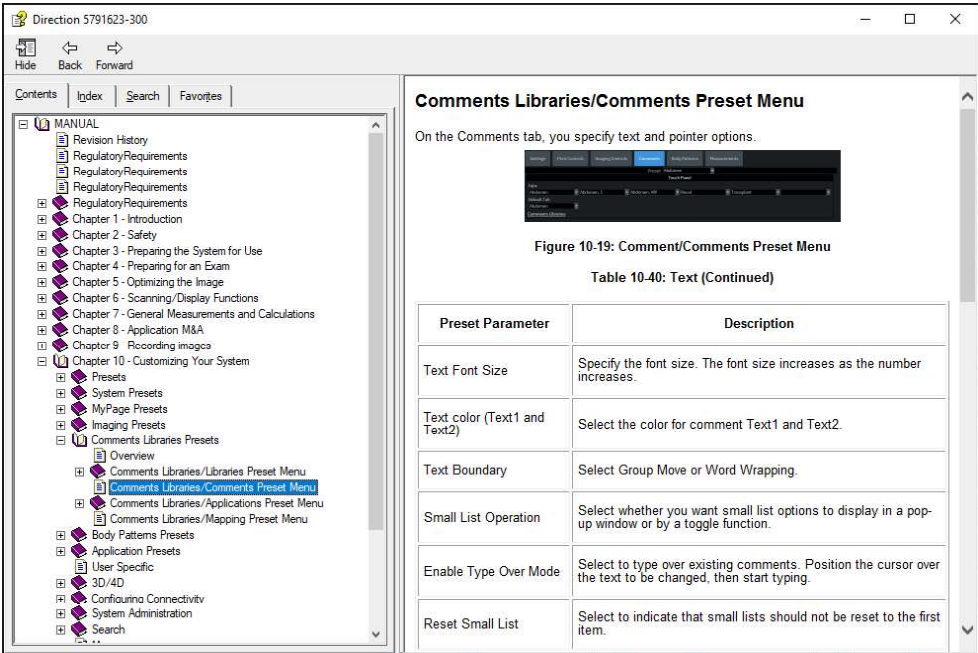 Direction 5791623-300
Hide Back Forward
Contents Index Search Favorites
MANUAL
Revision History
RegulatoryRequirements
RegulatoryRequirements
RegulatoryRequirements
RegulatoryRequirements
Chapter 1 - Introduction
Chapter 2 - Safety
Chapter 3 - Preparing the System for Use
Chapter 4 - Preparing for an Exam
Chapter 5 - Optimizing the Image
Chapter 6 - Scanning/Display Functions
Chapter 7 - General Measurements and Calculations
Chapter 8 - Application M&A
Chapter 9 Recording images
Chapter 10 - Customizing Your System
Presets
System Presets
MyPage Presets
Imaging Presets
Comments Libraries Presets
Overview
Comments Libraries/Libraries Preset Menu
Comments Libraries/Comments Preset Menu
Comments Libraries/Applications Preset Menu
Comments Libraries/Mapping Preset Menu
Body Patterns Presets
Application Presets
User Specific
3D/4D
Configuring Connectivity
System Administration
Search
Comments Libraries/Comments Preset Menu
On the Comments tab, you specify text and pointer options.
Comments Libraries
Figure 10-19: Comment/Comments Preset Menu
Table 10-40: Text (Continued)
Preset Parameter Description
Text Font Size Specify the font size. The font size increases as the number
increases.
Text color (Text1 and
Text2) Select the color for comment Text1 and Text2.
Text Boundary Select Group Move or Word Wrapping.
Small List Operation Select whether you want small list options to display in a pop-
up window or by a toggle function.
Enable Type Over Mode Select to type over existing comments. Position the cursor over
the text to be changed, then start typing.
Reset Small List Select to indicate that small lists should not be reset to the first
item.